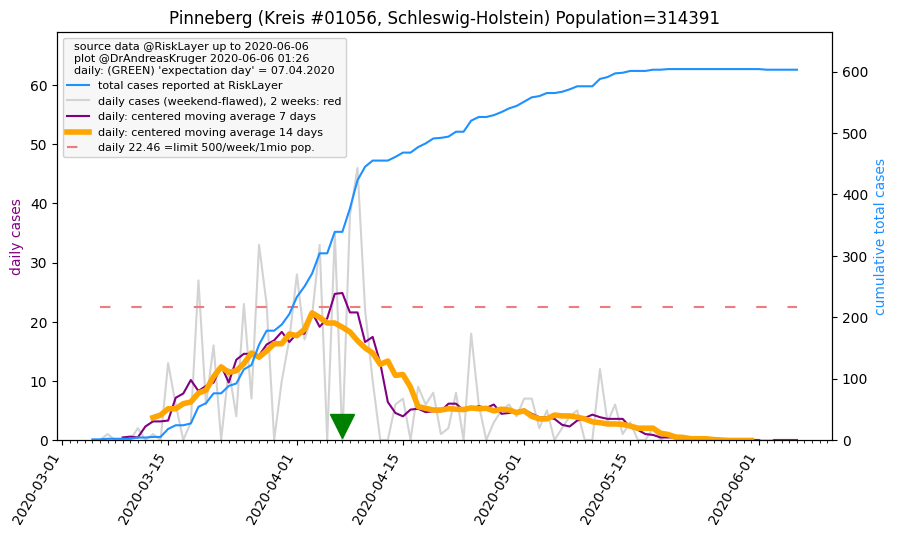 Pinneberg (Kreis #01056, Schleswig-Holstein) Population=314391
source data @RiskLayer up to 2020-06-06
plot @DrAndreasKruger 2020-06-06 01:26
daily: (GREEN) 'expectation day' = 07.04.2020
total cases reported at RiskLayer
daily cases (weekend-flawed), 2 weeks: red
daily: centered moving average 7 days
daily: centered moving average 14 days
daily 22.46 =limit 500/week/1mio pop.
daily cases
60
50
40
30
20
10
0
cumulative total cases
600
500
400
300
200
100
0
2020-03-01
2020-03-15
2020-04-01
2020-04-15
2020-05-01
2020-05-15
2020-06-01